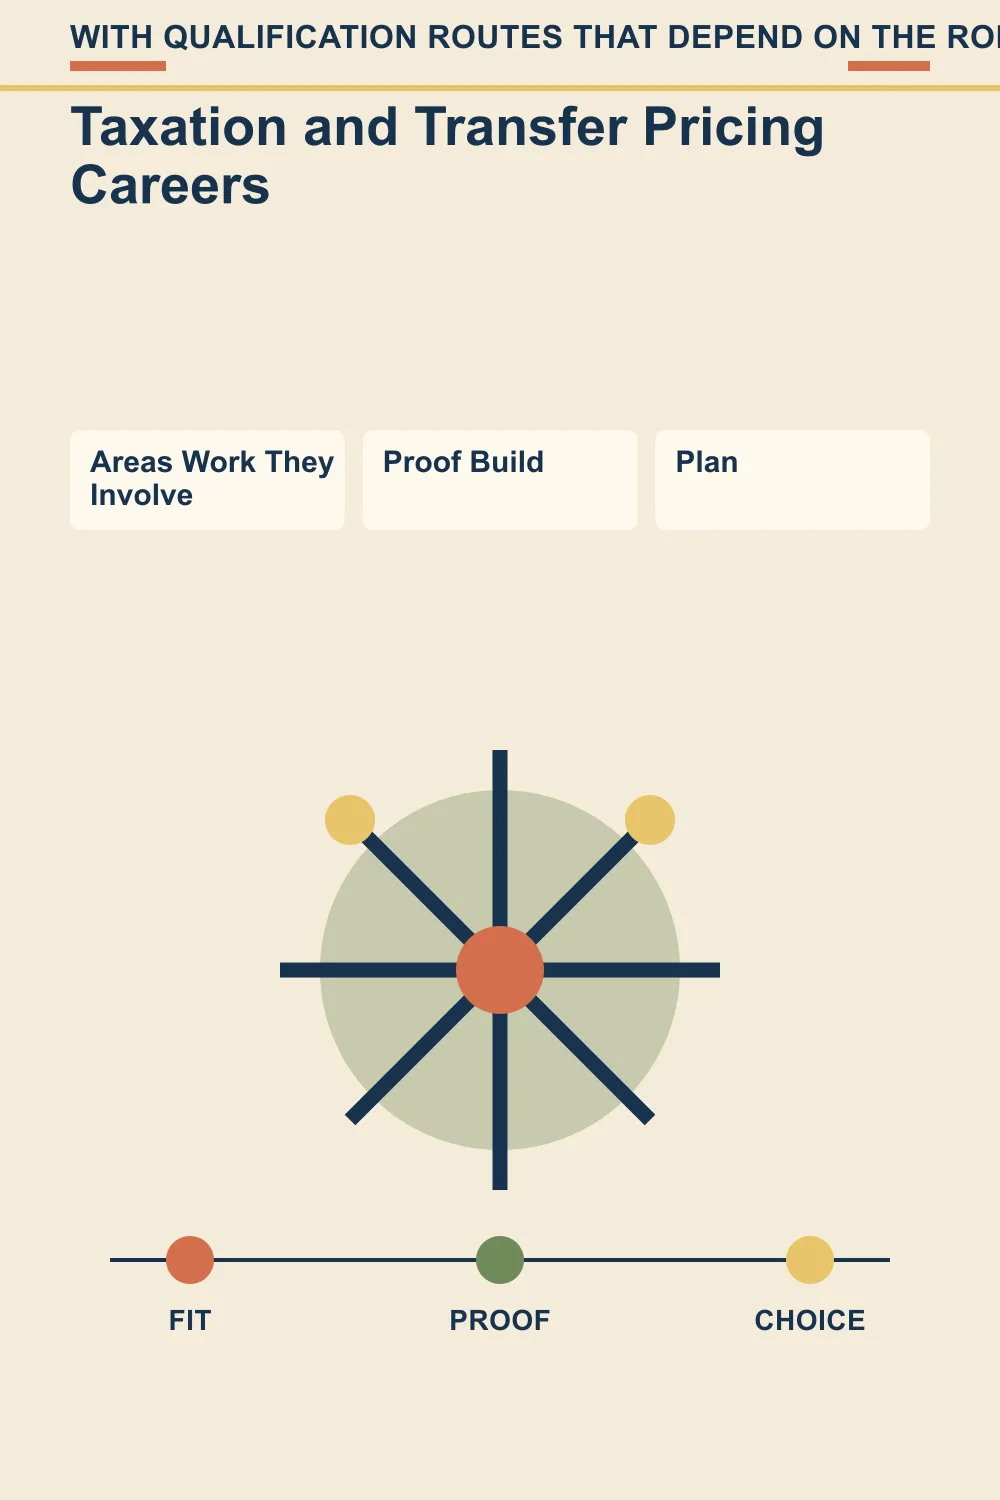 WITH QUALIFICATION ROUTES THAT DEPEND ON THE
Taxation and Transfer Pricing
Careers
Areas Work They
Involve
Proof Build
Plan
FIT
PROOF
CHOICE